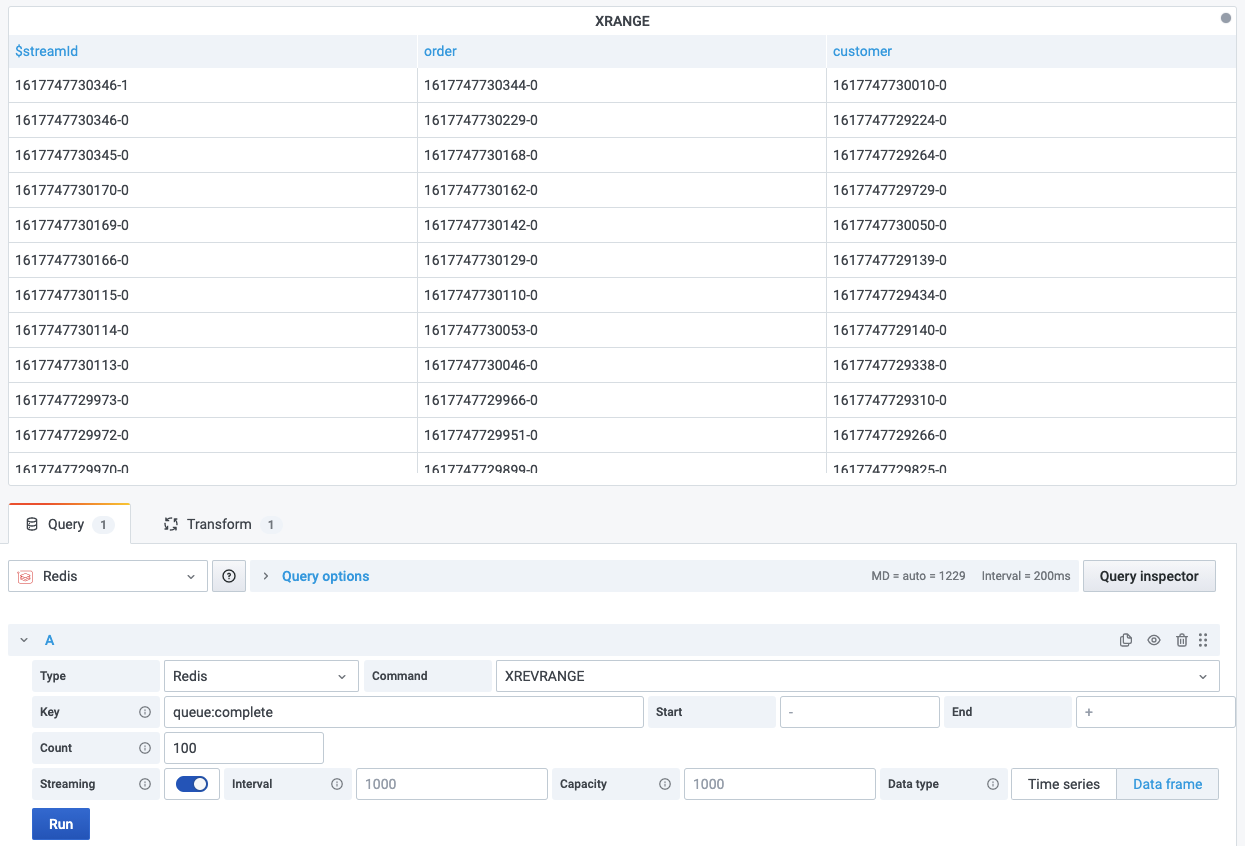 XRANGE
$streamId order customer
1617747730346-1 1617747730344-0 1617747730010-0
1617747730346-0 1617747730229-0 1617747729224-0
1617747730345-0 1617747730168-0 1617747729264-0
1617747730170-0 1617747730162-0 1617747729729-0
1617747730169-0 1617747730142-0 1617747730050-0
1617747730166-0 1617747730129-0 1617747729139-0
1617747730115-0 1617747730110-0 1617747729434-0
1617747730114-0 1617747730053-0 1617747729140-0
1617747730113-0 1617747730046-0 1617747729338-0
1617747729973-0 1617747729966-0 1617747729310-0
1617747729972-0 1617747729951-0 1617747729266-0
1617747729970-0 1617747729899-0 1617747729825-0
Query 1 Transform 1
Redis Query options MD = auto = 1229 Interval = 200ms Query inspector
A
Type Redis Command XREVRANGE
Key queue:complete Start - End +
Count 100
Streaming Interval 1000 Capacity 1000 Data type Time series Data frame
Run